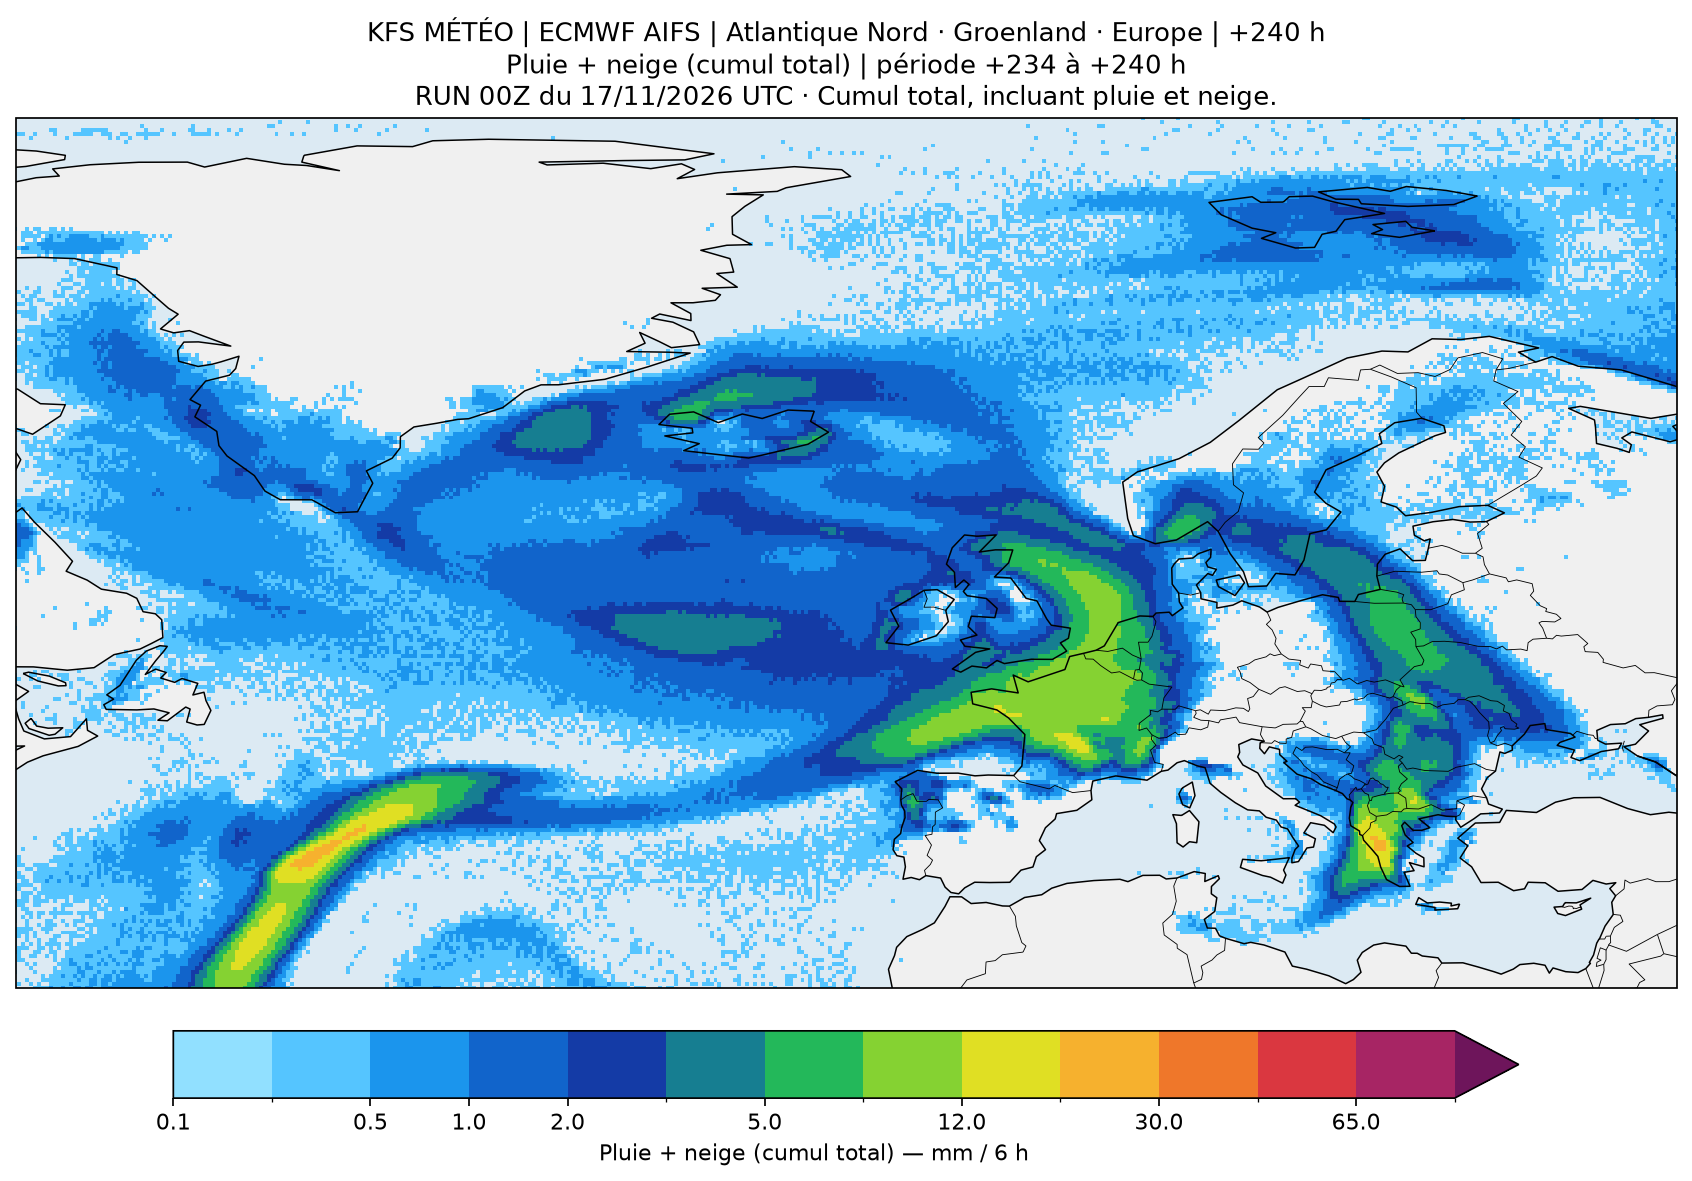 KFS MÉTÉO | ECMWF AIFS | Atlantique Nord · Groenland · Europe | +240 h
Pluie + neige (cumul total) | période +234 à +240 h
RUN 00Z du 17/11/2026 UTC · Cumul total, incluant pluie et neige.
0.1 0.5 1.0 2.0 5.0 12.0 30.0 65.0
Pluie + neige (cumul total) — mm / 6 h